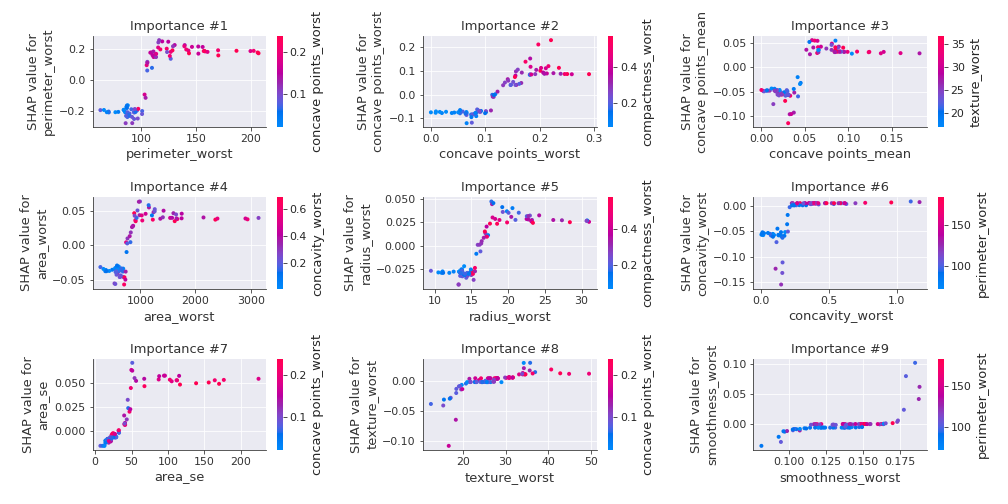 Importance #1
SHAP value for
perimeter_worst
0.2
0.0
−0.2
100
150
200
perimeter_worst
0.2
0.1
concave points_worst
Importance #2
SHAP value for
concave points_worst
0.2
0.1
0.0
−0.1
0.0
0.1
0.2
0.3
concave points_worst
0.4
0.2
compactness_worst
Importance #3
SHAP value for
concave points_mean
0.05
0.00
−0.05
−0.10
0.00
0.05
0.10
0.15
concave points_mean
35
30
25
20
texture_worst
Importance #4
SHAP value for
area_worst
0.05
0.00
−0.05
1000
2000
3000
area_worst
0.6
0.4
0.2
concavity_worst
Importance #5
SHAP value for
radius_worst
0.050
0.025
0.000
−0.025
10
15
20
25
30
radius_worst
0.4
0.2
compactness_worst
Importance #6
SHAP value for
concavity_worst
0.00
−0.05
−0.10
−0.15
0.0
0.5
1.0
concavity_worst
150
100
perimeter_worst
Importance #7
SHAP value for
area_se
0.050
0.025
0.000
0
50
100
150
200
area_se
0.2
0.1
concave points_worst
Importance #8
SHAP value for
texture_worst
0.00
−0.05
−0.10
20
30
40
50
texture_worst
0.2
0.1
concave points_worst
Importance #9
SHAP value for
smoothness_worst
0.10
0.05
0.00
0.100
0.125
0.150
0.175
smoothness_worst
150
100
perimeter_worst